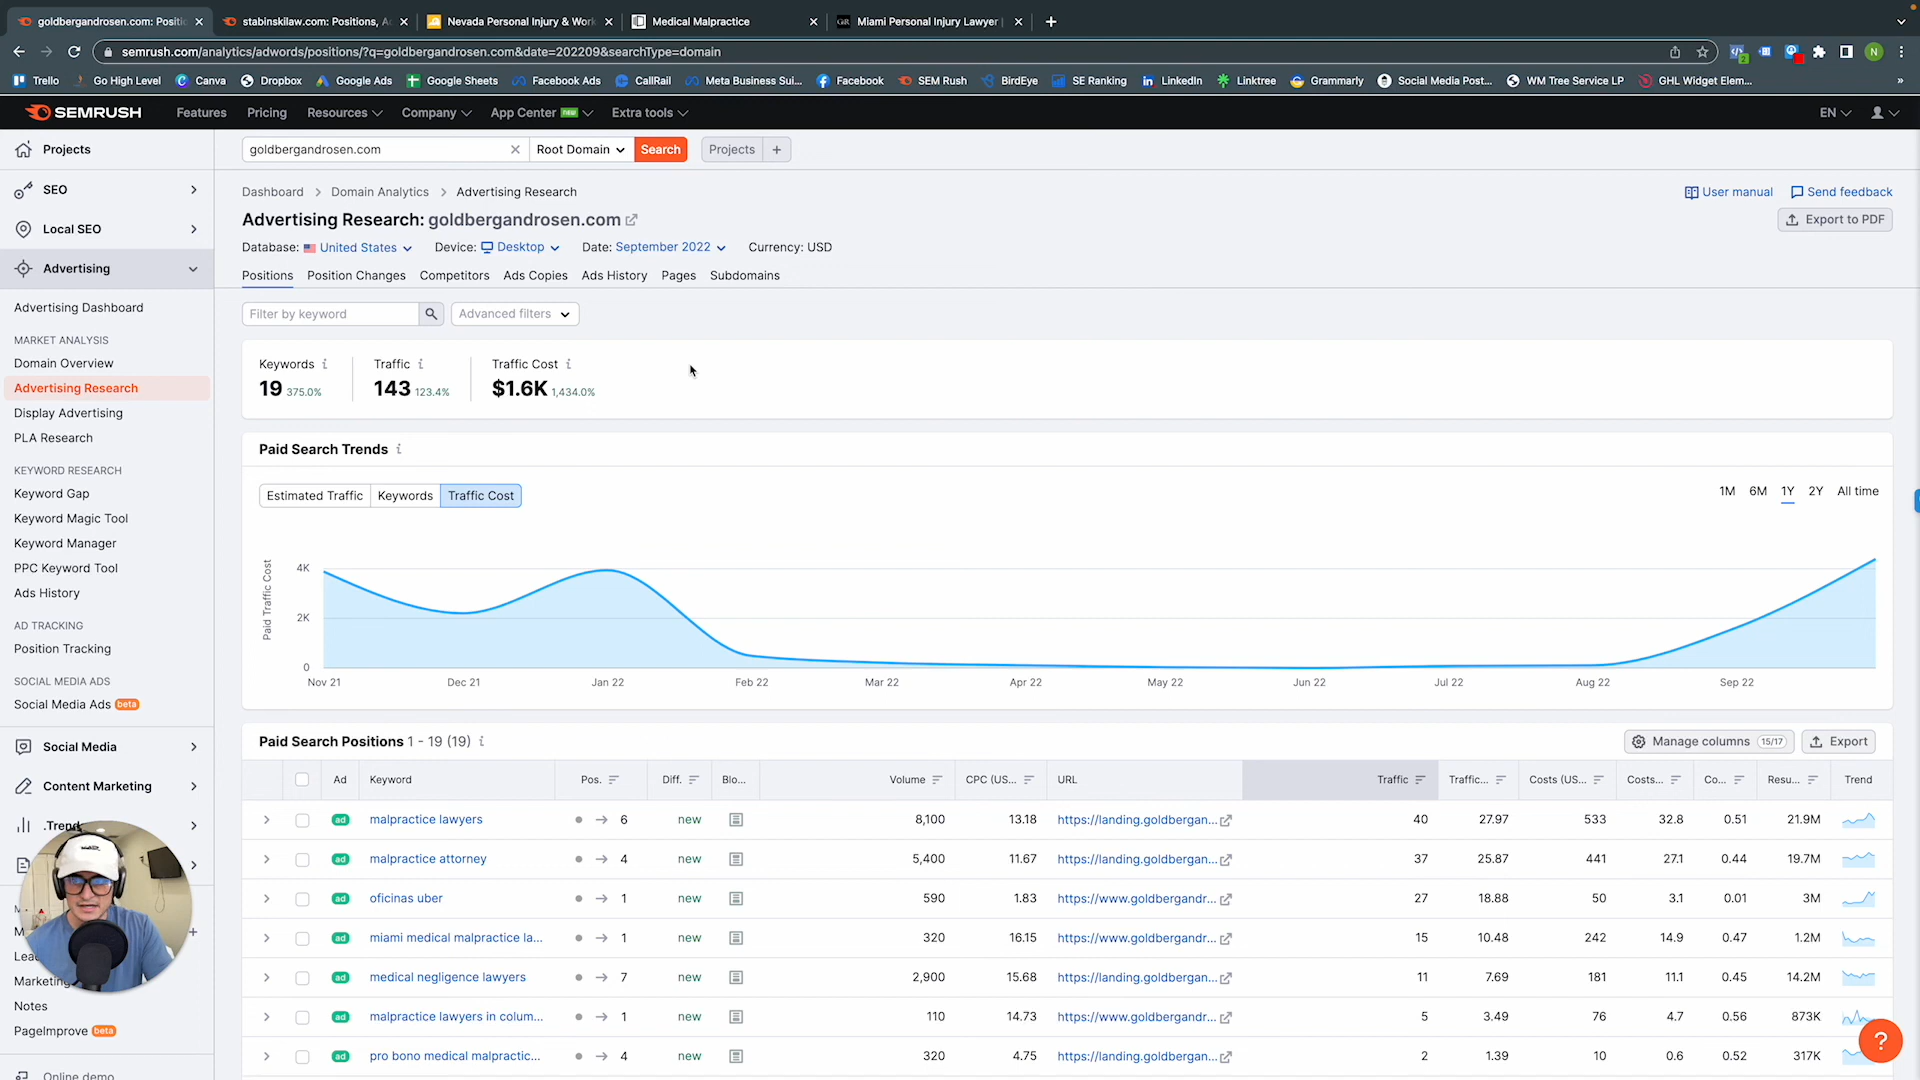 goldbergandrosen.com: Positi
stabinskilaw.com: Positions, A
Nevada Personal Injury & Work
Medical Malpractice
Miami Personal Injury Lawyer
semrush.com/analytics/adwords/positions/?q=goldbergandrosen.com&date=202209&searchType=domain
N
Trello
Go High Level
Canva
Dropbox
Google Ads
Google Sheets
Facebook Ads
CallRail
Meta Business Sui...
Facebook
SEM Rush
BirdEye
SE Ranking
LinkedIn
Linktree
Grammarly
Social Media Post...
WM Tree Service LP
GHL Widget Elem...
SEMRUSH
Features
Pricing
Resources
Company
App Center new
Extra tools
EN
Projects
goldbergandrosen.com
Root Domain
Search
Projects
+
SEO
Local SEO
Advertising
Advertising Dashboard
MARKET ANALYSIS
Domain Overview
Advertising Research
Display Advertising
PLA Research
KEYWORD RESEARCH
Keyword Gap
Keyword Magic Tool
Keyword Manager
PPC Keyword Tool
Ads History
AD TRACKING
Position Tracking
SOCIAL MEDIA ADS
Social Media Ads beta
Social Media
Content Marketing
.Trend
M
M
Lea
Marketing
Notes
PageImprove beta
Online demo
Dashboard > Domain Analytics > Advertising Research
User manual
Send feedback
Advertising Research: goldbergandrosen.com
Export to PDF
Database: United States
Device: Desktop
Date: September 2022
Currency: USD
Positions
Position Changes
Competitors
Ads Copies
Ads History
Pages
Subdomains
Filter by keyword
Advanced filters
Keywords i
19 375.0%
Traffic i
143 123.4%
Traffic Cost i
$1.6K 1,434.0%
Paid Search Trends i
Estimated Traffic
Keywords
Traffic Cost
1M 6M 1Y 2Y All time
Paid Traffic Cost
4K
2K
0
Nov 21 Dec 21 Jan 22 Feb 22 Mar 22 Apr 22 May 22 Jun 22 Jul 22 Aug 22 Sep 22
Paid Search Positions 1 - 19 (19) i
Manage columns 15/17
Export
Ad Keyword Pos. Diff. Blo... Volume CPC (US... URL Traffic Traffic... Costs (US... Costs... Co... Resu... Trend
ad malpractice lawyers 6 new 8,100 13.18 https://landing.goldbergan... 40 27.97 533 32.8 0.51 21.9M
ad malpractice attorney 4 new 5,400 11.67 https://landing.goldbergan... 37 25.87 441 27.1 0.44 19.7M
ad oficinas uber 1 new 590 1.83 https://www.goldbergandr... 27 18.88 50 3.1 0.01 3M
ad miami medical malpractice la... 1 new 320 16.15 https://www.goldbergandr... 15 10.48 242 14.9 0.47 1.2M
ad medical negligence lawyers 7 new 2,900 15.68 https://landing.goldbergan... 11 7.69 181 11.1 0.45 14.2M
ad malpractice lawyers in colum... 1 new 110 14.73 https://www.goldbergandr... 5 3.49 76 4.7 0.56 873K
ad pro bono medical malpractic... 4 new 320 4.75 https://landing.goldbergan... 2 1.39 10 0.6 0.52 317K
?